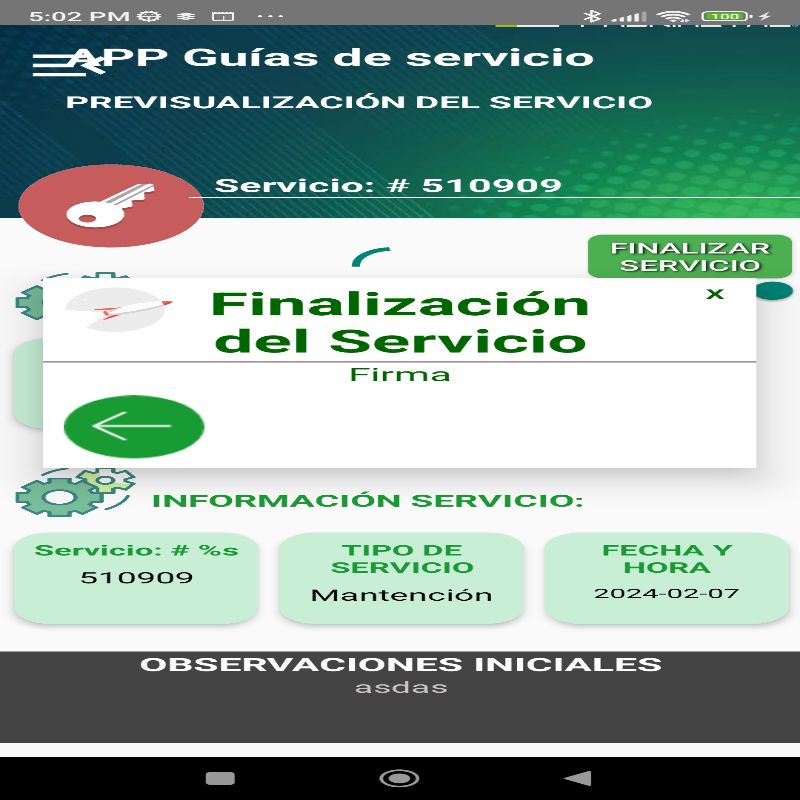 5:02 PM
100
APP Guías de servicio
PREVISUALIZACIÓN DEL SERVICIO
Servicio: # 510909
FINALIZAR
SERVICIO
Finalización
del Servicio
x
Firma
INFORMACIÓN SERVICIO:
Servicio: # %s
510909
TIPO DE
SERVICIO
Mantención
FECHA Y
HORA
2024-02-07
OBSERVACIONES INICIALES
asdas